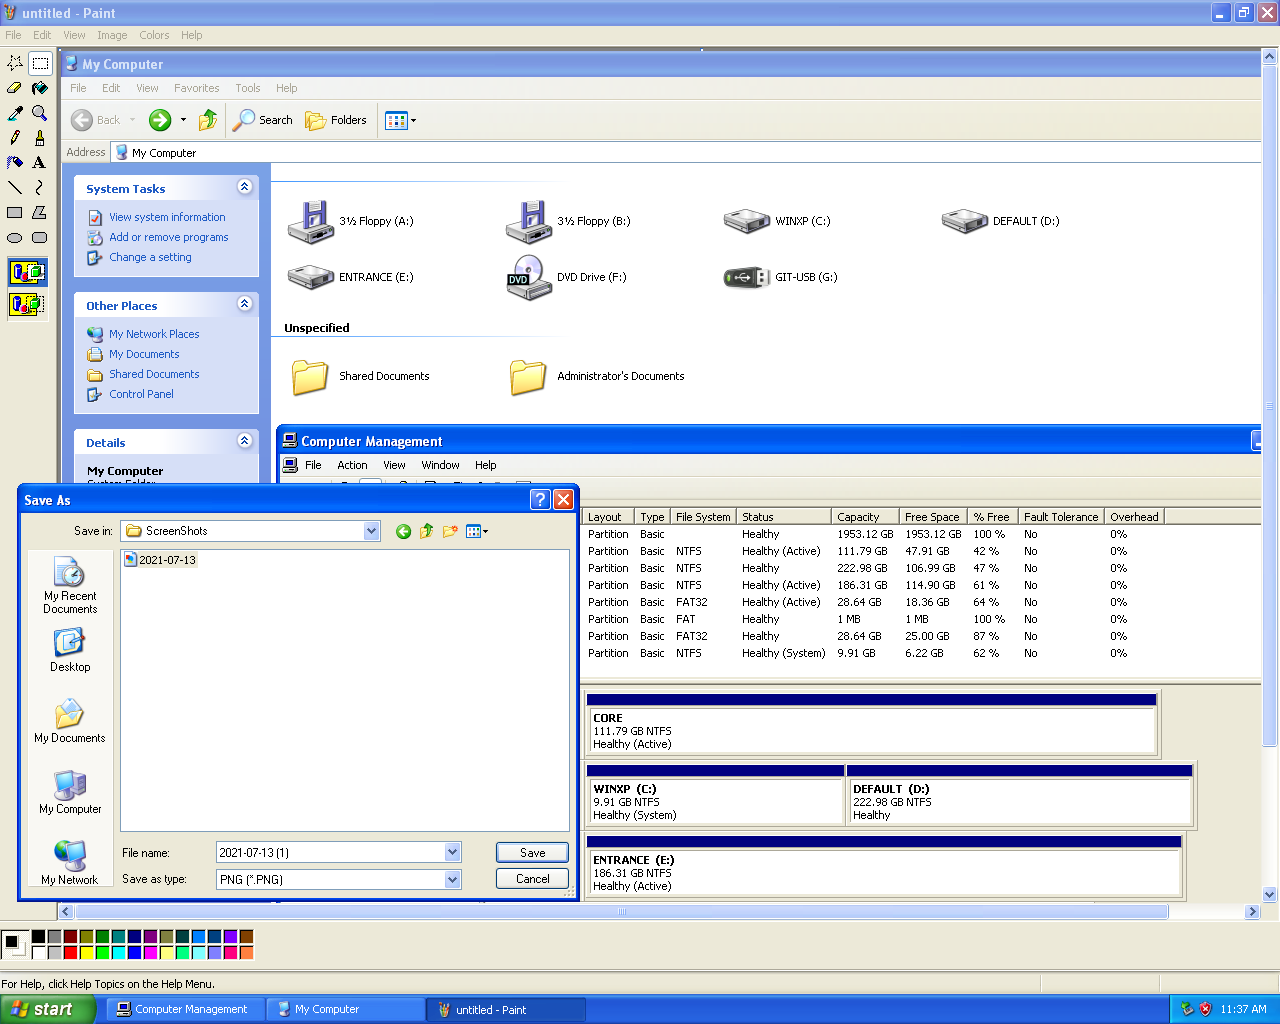 untitled - Paint
File Edit View Image Colors Help
My Computer
File Edit View Favorites Tools Help
Back Search Folders
Address My Computer
System Tasks
View system information
Add or remove programs
Change a setting
Other Places
My Network Places
My Documents
Shared Documents
Control Panel
Details
My Computer
System Folder
3½ Floppy (A:) 3½ Floppy (B:) WINXP (C:) DEFAULT (D:)
ENTRANCE (E:) DVD Drive (F:) GIT-USB (G:)
DVD
Unspecified
Shared Documents Administrator's Documents
Computer Management
File Action View Window Help
Layout Type File System Status Capacity Free Space % Free Fault Tolerance Overhead
Partition Basic Healthy 1953.12 GB 1953.12 GB 100 % No 0%
Partition Basic NTFS Healthy (Active) 111.79 GB 47.91 GB 42 % No 0%
Partition Basic NTFS Healthy 222.98 GB 106.99 GB 47 % No 0%
Partition Basic NTFS Healthy (Active) 186.31 GB 114.90 GB 61 % No 0%
Partition Basic FAT32 Healthy (Active) 28.64 GB 18.36 GB 64 % No 0%
Partition Basic FAT Healthy 1 MB 1 MB 100 % No 0%
Partition Basic FAT32 Healthy 28.64 GB 25.00 GB 87 % No 0%
Partition Basic NTFS Healthy (System) 9.91 GB 6.22 GB 62 % No 0%
CORE
111.79 GB NTFS
Healthy (Active)
WINXP (C:)
9.91 GB NTFS
Healthy (System)
DEFAULT (D:)
222.98 GB NTFS
Healthy
ENTRANCE (E:)
186.31 GB NTFS
Healthy (Active)
Save As
Save in: ScreenShots
2021-07-13
My Recent
Documents
Desktop
My Documents
My Computer
My Network
File name: 2021-07-13 (1) Save
Save as type: PNG (*.PNG) Cancel
For Help, click Help Topics on the Help Menu.
start Computer Management My Computer untitled - Paint 11:37 AM